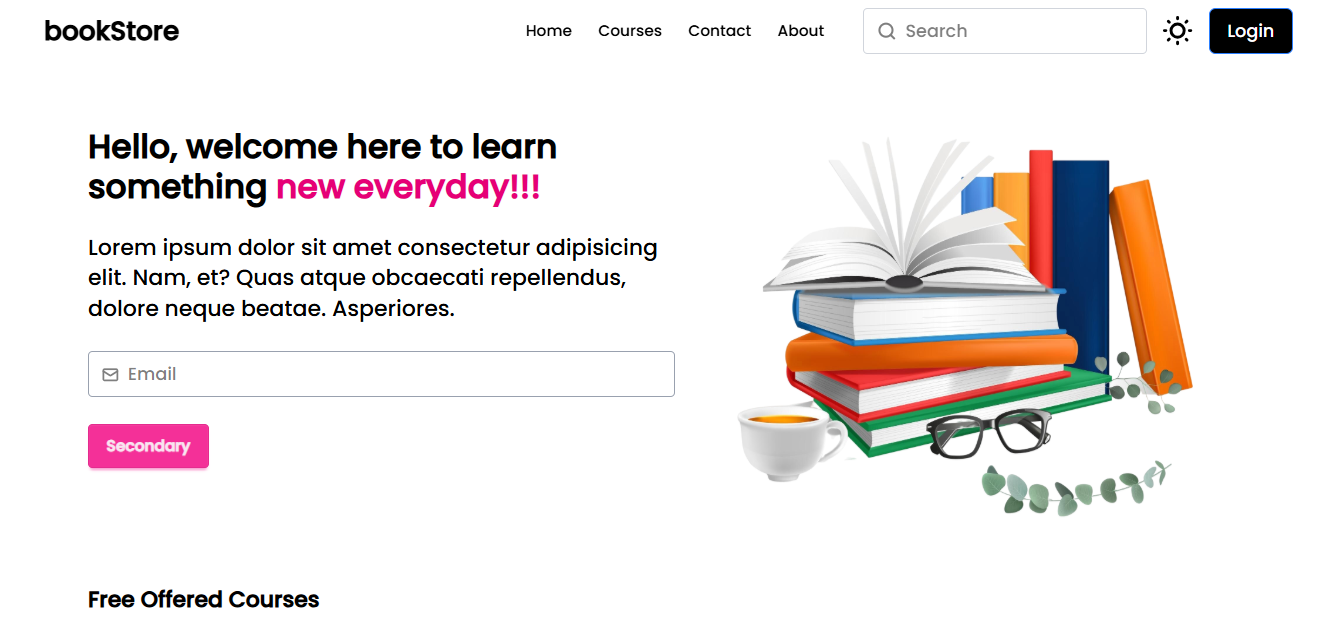 bookStore
Home Courses Contact About Search Login
Hello, welcome here to learn
something new everyday!!!
Lorem ipsum dolor sit amet consectetur adipisicing
elit. Nam, et? Quas atque obcaecati repellendus,
dolore neque beatae. Asperiores.
Email
Secondary
Free Offered Courses